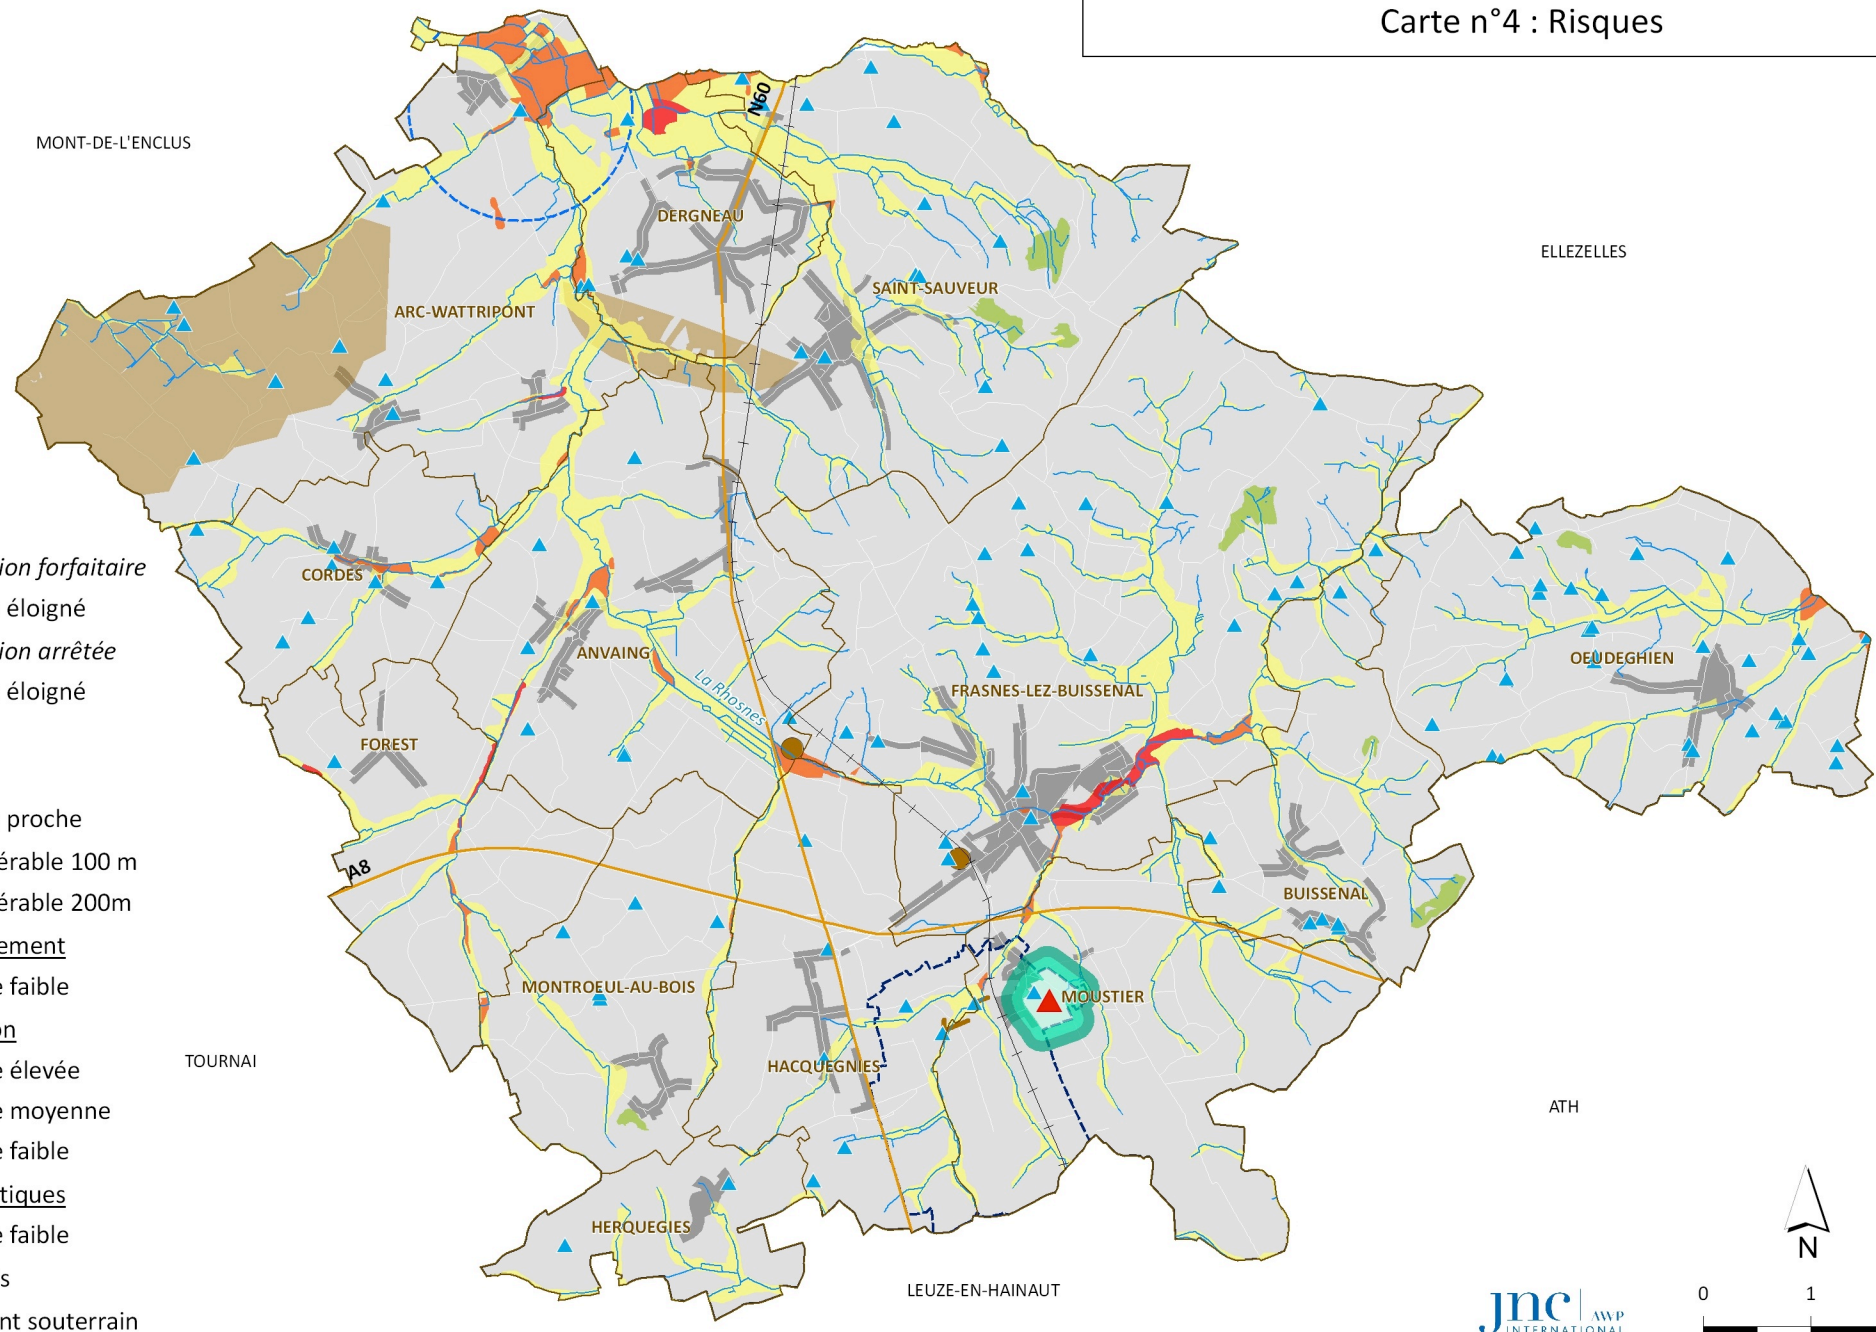 Carte n°4 : Risques
N60
MONT-DE-L'ENCLUS
DERGNEAU
ELLEZELLES
SAINT-SAUVEUR
ARC-WATTRIPONT
ion forfaitaire
CORDES
éloigné
ion arrêtée
ANVAING
OEUDEGHIEN
éloigné
La Rhosnes
FRASNES-LEZ-BUISSENAL
FOREST
proche
érable 100 m
A8
érable 200m
BUISSENAL
ement
e faible
MONTROEUL-AU-BOIS
MOUSTIER
on
TOURNAI
e élevée
HACQUEGNIES
e moyenne
ATH
e faible
tiques
e faible
HERQUEGIES
N
s
LEUZE-EN-HAINAUT
0 1
jnc AWP
INTERNATIONAL
nt souterrain